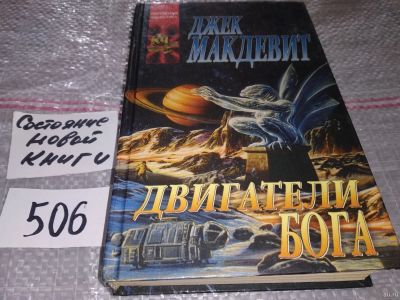 ДЖЕК
МАКДЕВИТ
ДВИГАТЕЛИ
БОГА
Состояние
Новой
Книги
506